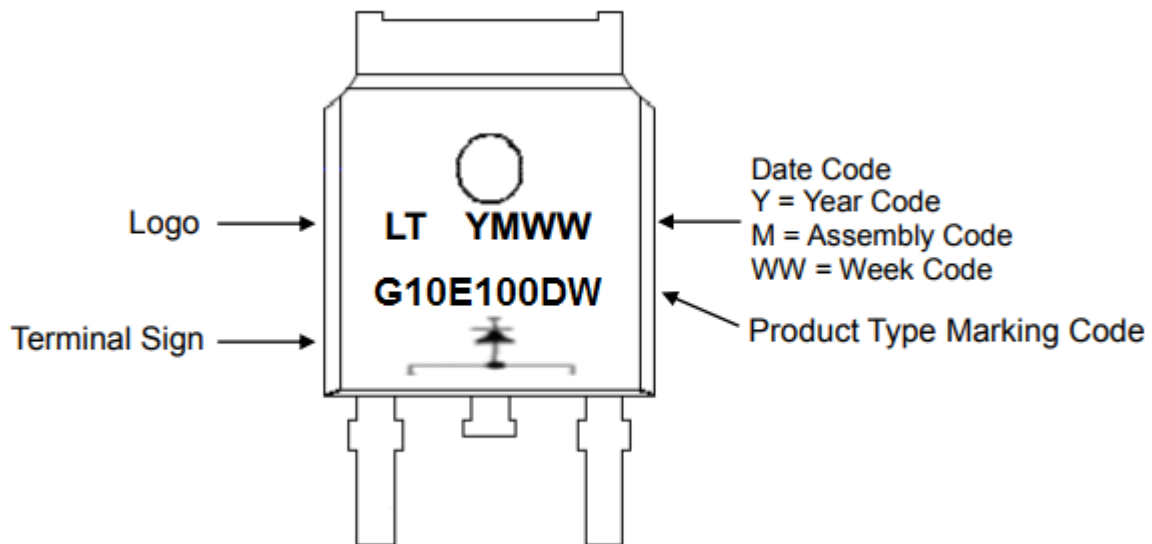 Logo
LT YMWW
Date Code
Y = Year Code
M = Assembly Code
WW = Week Code
G10E100DW
Product Type Marking Code
Terminal Sign